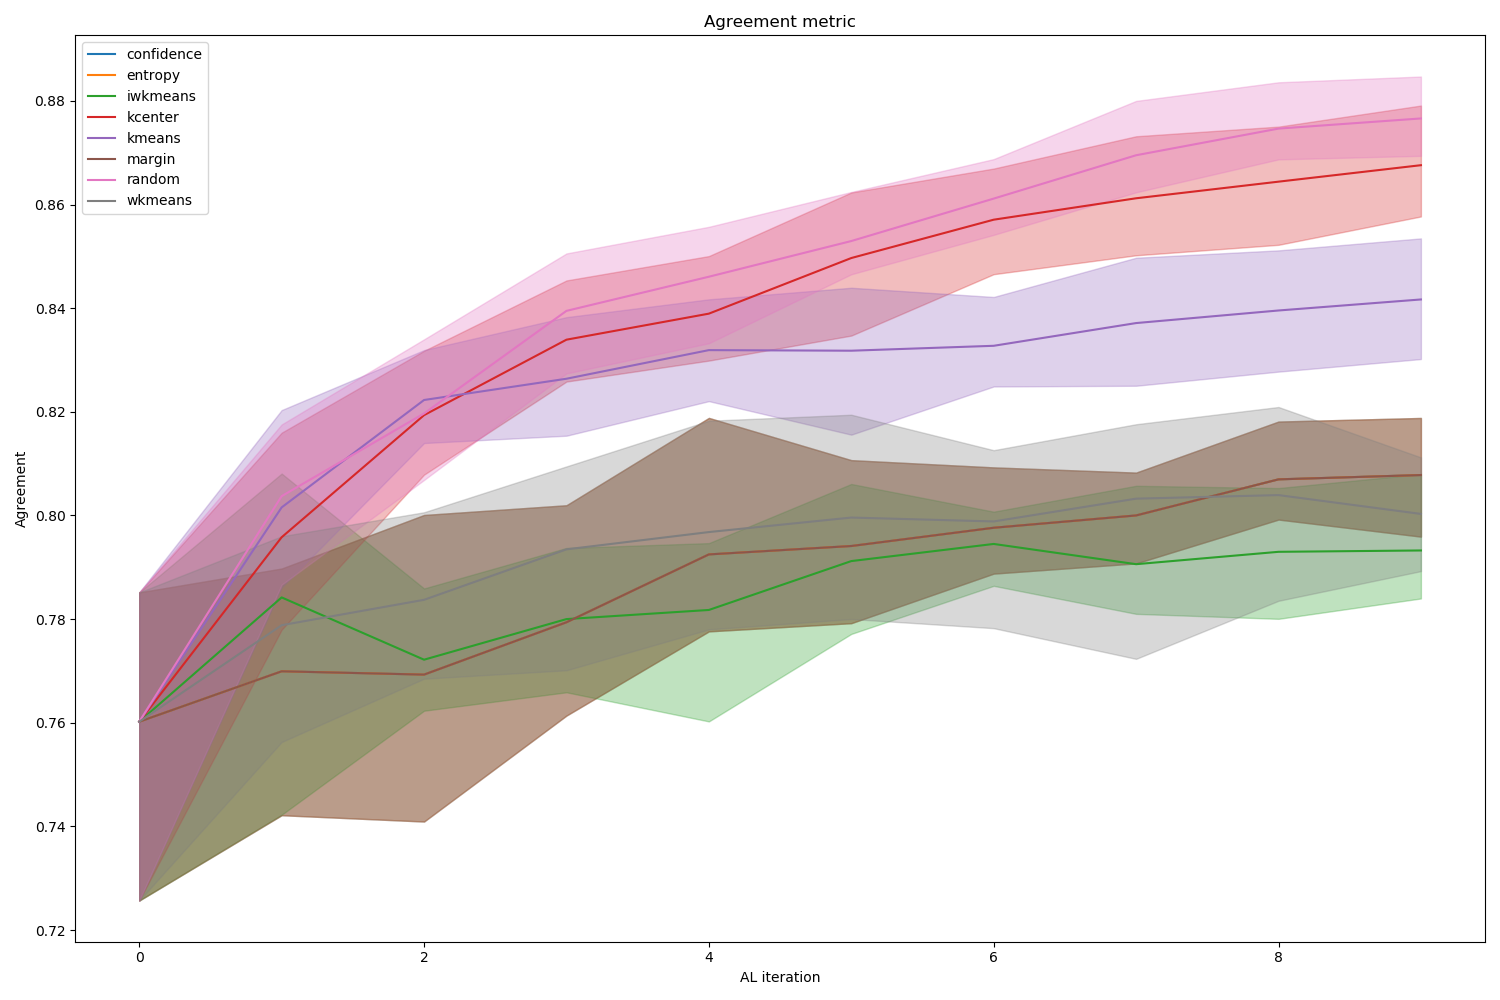 Agreement metric
confidence
entropy
iwkmeans
kcenter
kmeans
margin
random
wkmeans
0.88
0.86
0.84
0.82
0.80
0.78
0.76
0.74
0.72
Agreement
0 2 4 6 8
AL iteration